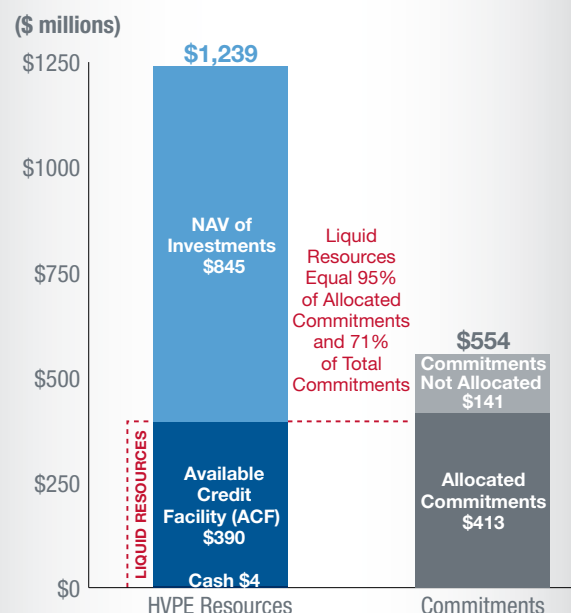 ($ millions)
$1250
$1000
$750
$500
$250
$0
$1,239
NAV of
Investments
$845
LIQUID RESOURCES
Available
Credit
Facility (ACF)
$390
Cash $4
HVPE Resources
Liquid
Resources
Equal 95%
of Allocated
Commitments
and 71%
of Total
Commitments
$554
Commitments
Not Allocated
$141
Allocated
Commitments
$413
Commitments